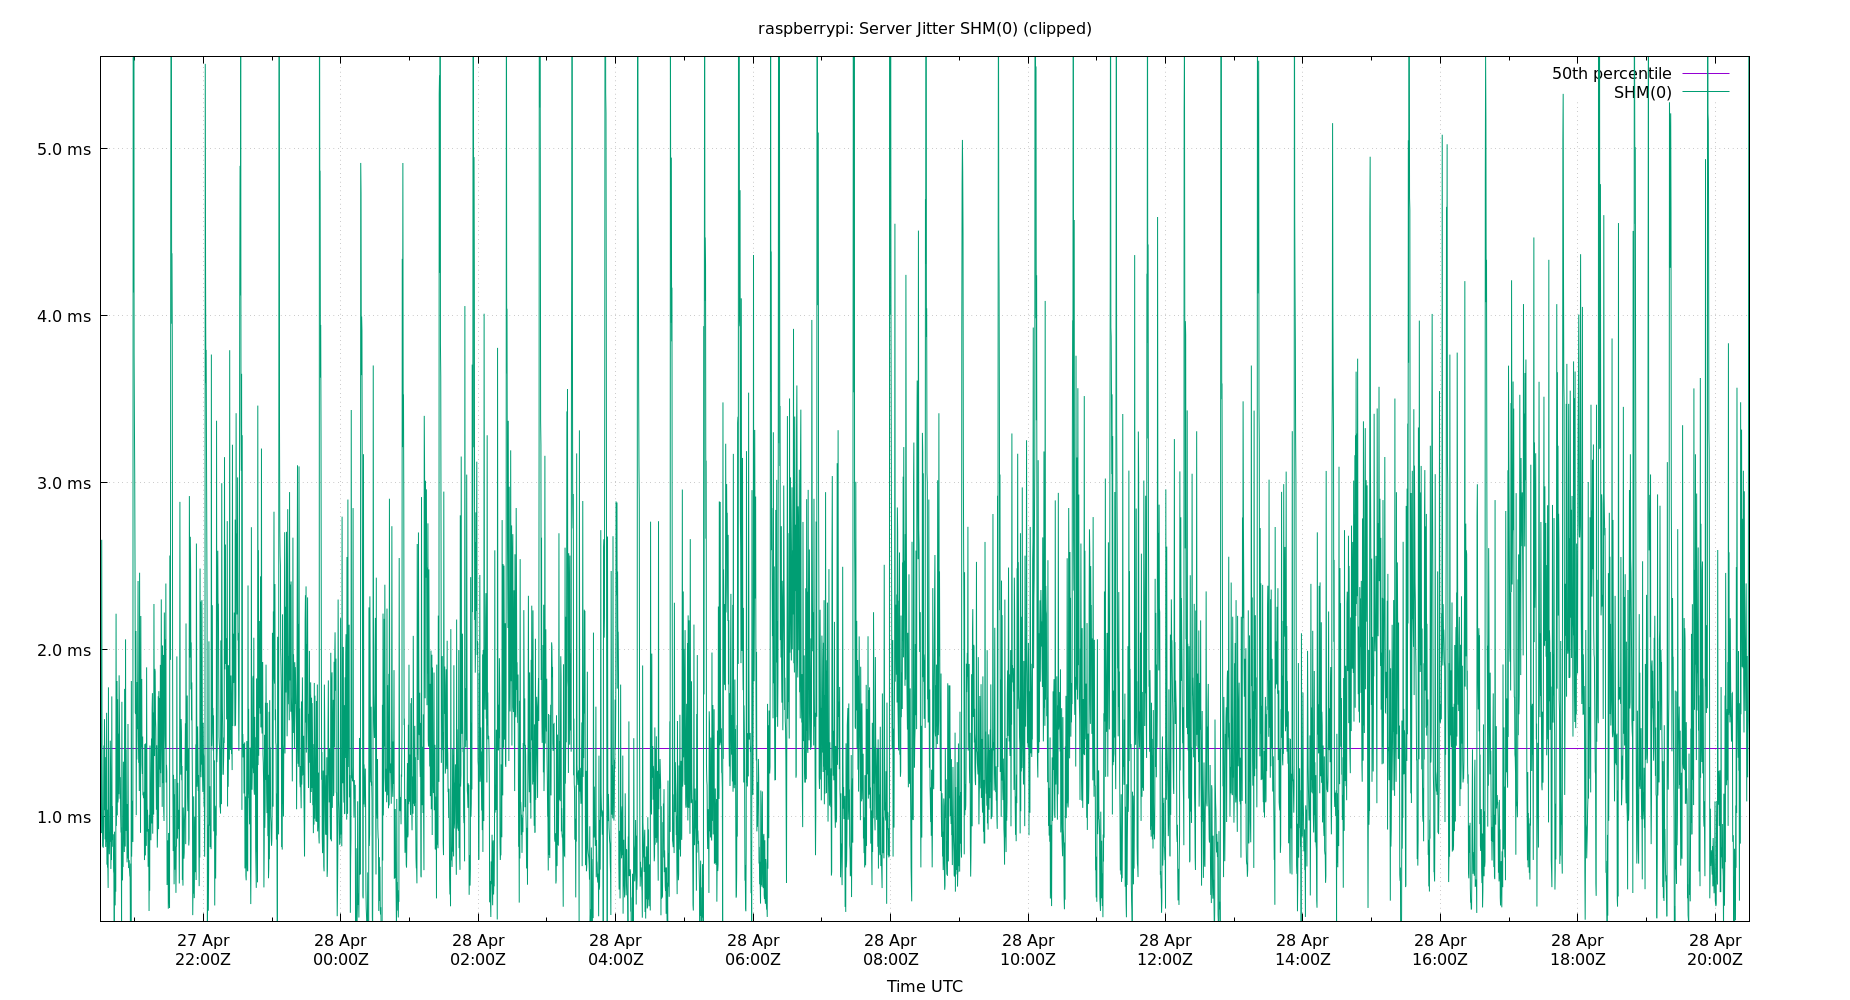 raspberrypi: Server Jitter SHM(0) (clipped)
50th percentile
SHM(0)
5.0 ms
4.0 ms
3.0 ms
2.0 ms
1.0 ms
27 Apr 28 Apr 28 Apr 28 Apr 28 Apr 28 Apr 28 Apr 28 Apr 28 Apr 28 Apr 28 Apr 28 Apr
22:00Z 00:00Z 02:00Z 04:00Z 06:00Z 08:00Z 10:00Z 12:00Z 14:00Z 16:00Z 18:00Z 20:00Z
Time UTC